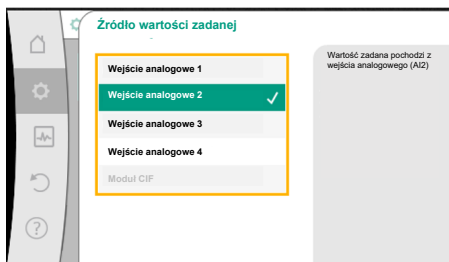 Źródło wartości zadanej
Wejście analogowe 1
Wejście analogowe 2
Wejście analogowe 3
Wejście analogowe 4
Moduł CIF
Wartość zadana pochodzi z
wejścia analogowego (AI2)